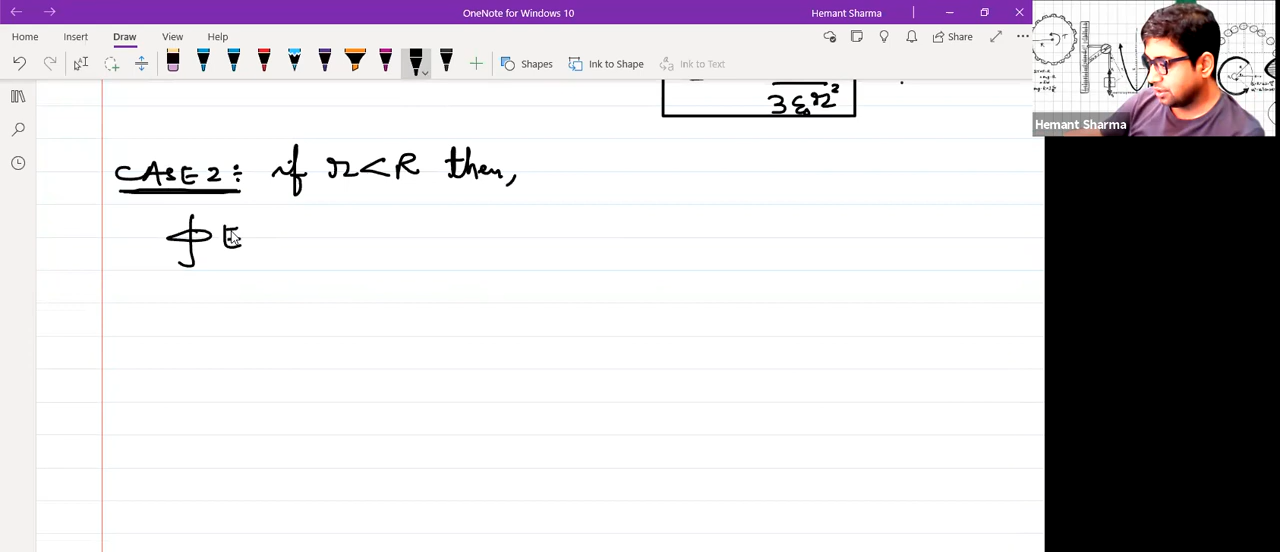 OneNote for Windows 10
Hemant Sharma
Home Insert Draw View Help
Share
Shapes
Ink to Shape
Ink to Text
3ε₀r²
Hemant Sharma
CASE 2 ÷ if r < R then,
∮ E